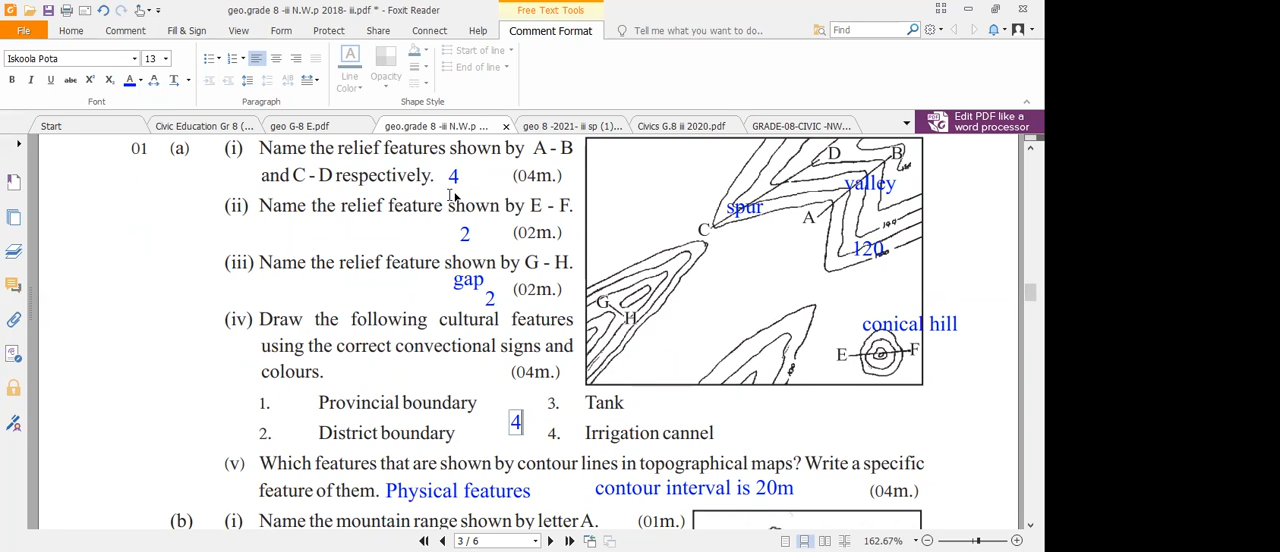 geo.grade 8 -ii N.W.p 2018- ii.pdf * - Foxit Reader
Free Text Tools
File Home Comment Fill & Sign View Form Protect Share Connect Help Comment Format Tell me what you want to do... Find
Iskoola Pota 13
Line Color
Opacity
Start of line
End of line
B I U abc X² X₂ A T
Font Paragraph Shape Style
Start Civic Education Gr 8 (... geo G-8 E.pdf geo.grade 8 -ii N.W.p ... geo 8 -2021- ii sp (1)... Civics G.8 ii 2020.pdf GRADE-08-CIVIC -NW...
Edit PDF like a word processor
01 (a) (i) Name the relief features shown by A - B
and C - D respectively. 4 (04m.)
(ii) Name the relief feature shown by E - F.
2 (02m.)
(iii) Name the relief feature shown by G - H.
gap
2 (02m.)
(iv) Draw the following cultural features
using the correct convectional signs and
colours. (04m.)
D B
valley
spur
A
C
120
G
H
conical hill
E F
1. Provincial boundary 3. Tank
4
2. District boundary 4. Irrigation cannel
(v) Which features that are shown by contour lines in topographical maps? Write a specific
feature of them. Physical features contour interval is 20m (04m.)
(b) (i) Name the mountain range shown by letter A. (01m.)
3 / 6 162.67%